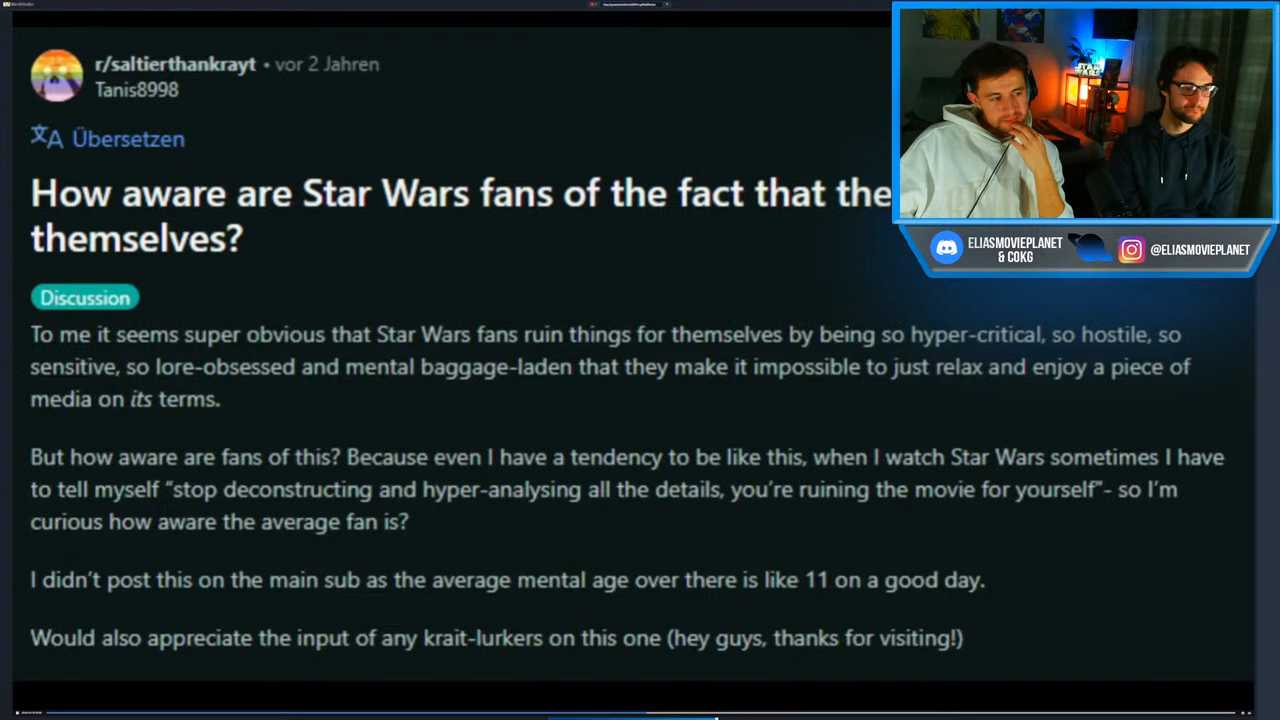 r/saltierthankrayt • vor 2 Jahren
Tanis8998
Übersetzen
How aware are Star Wars fans of the fact that the
themselves?
Discussion
To me it seems super obvious that Star Wars fans ruin things for themselves by being so hyper-critical, so hostile, so
sensitive, so lore-obsessed and mental baggage-laden that they make it impossible to just relax and enjoy a piece of
media on its terms.
But how aware are fans of this? Because even I have a tendency to be like this, when I watch Star Wars sometimes I have
to tell myself “stop deconstructing and hyper-analysing all the details, you’re ruining the movie for yourself”- so I’m
curious how aware the average fan is?
I didn’t post this on the main sub as the average mental age over there is like 11 on a good day.
Would also appreciate the input of any krait-lurkers on this one (hey guys, thanks for visiting!)
STAR
WARS
ELIASMOVIEPLANET
& COKG
@ELIASMOVIEPLANET